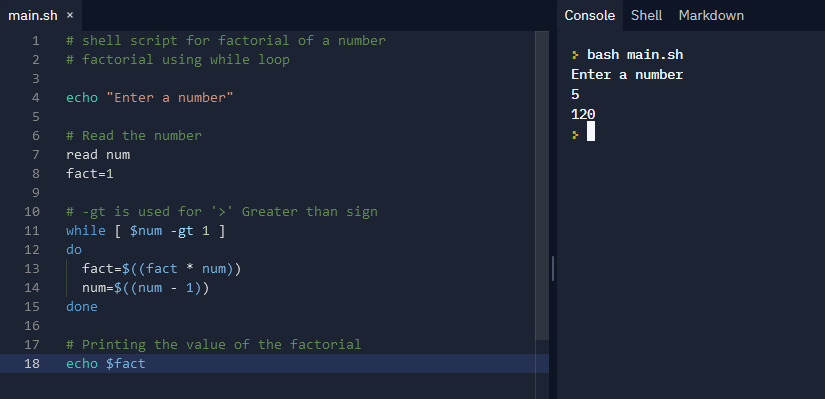 main.sh ×
1 # shell script for factorial of a number
2 # factorial using while loop
3
4 echo "Enter a number"
5
6 # Read the number
7 read num
8 fact=1
9
10 # -gt is used for '>' Greater than sign
11 while [ $num -gt 1 ]
12 do
13   fact=$((fact * num))
14   num=$((num - 1))
15 done
16
17 # Printing the value of the factorial
18 echo $fact
Console Shell Markdown
> bash main.sh
Enter a number
5
120
>